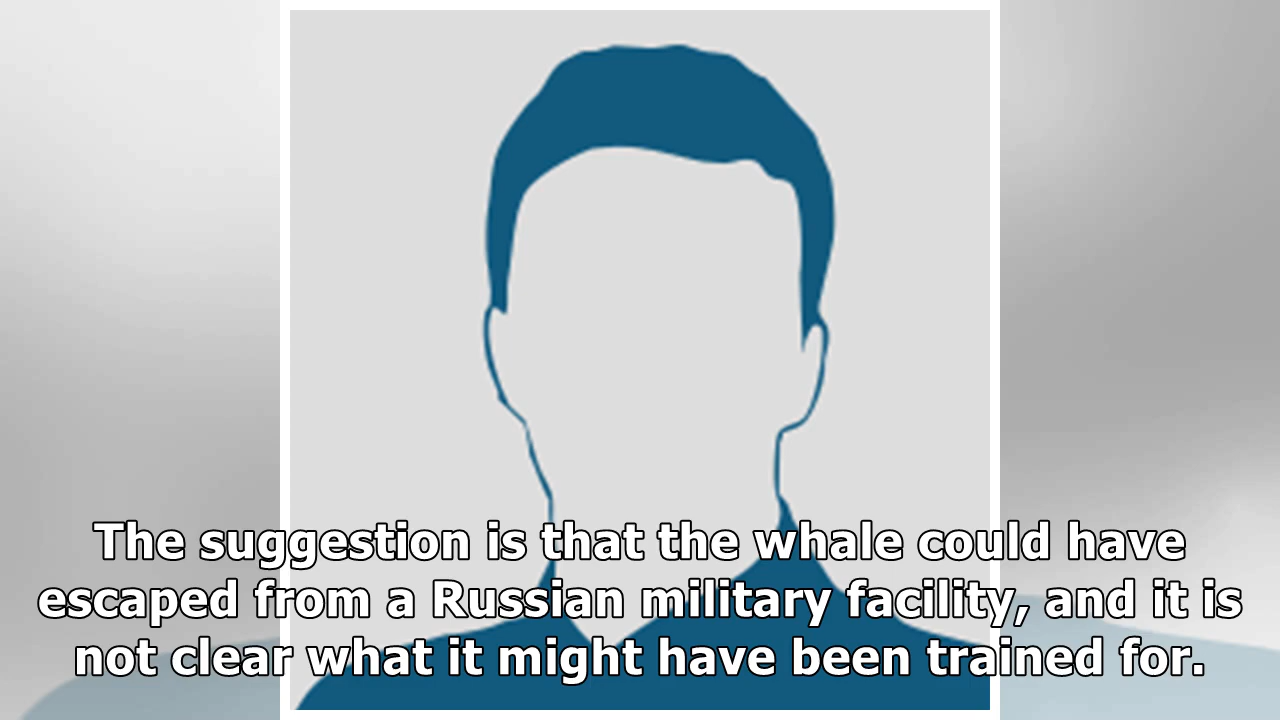 The suggestion is that the whale could have
escaped from a Russian military facility, and it is
not clear what it might have been trained for.